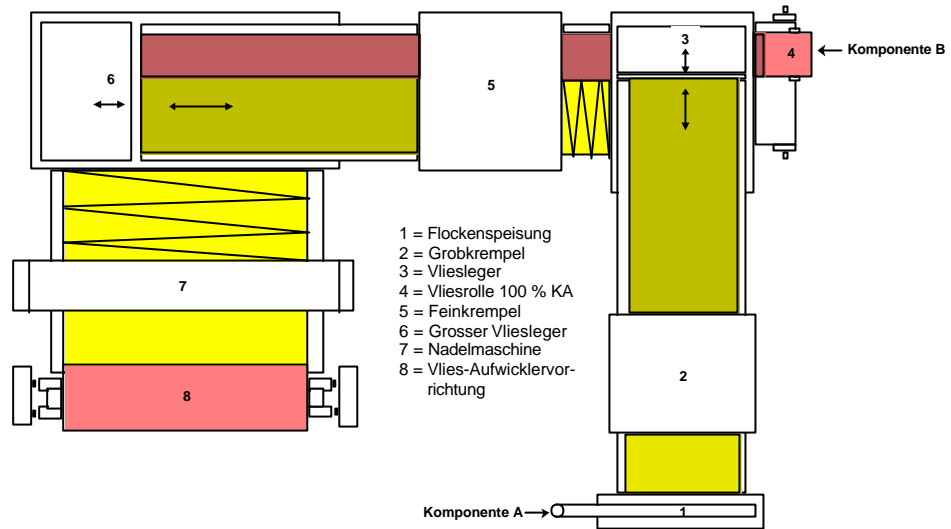 3
4
Komponente B
6
5
1 = Flockenspeisung
2 = Grobkrempel
3 = Vliesleger
4 = Vliesrolle 100 % KA
5 = Feinkrempel
6 = Grosser Vliesleger
7 = Nadelmaschine
8 = Vlies-Aufwicklervor-
richtung
7
2
8
Komponente A
1